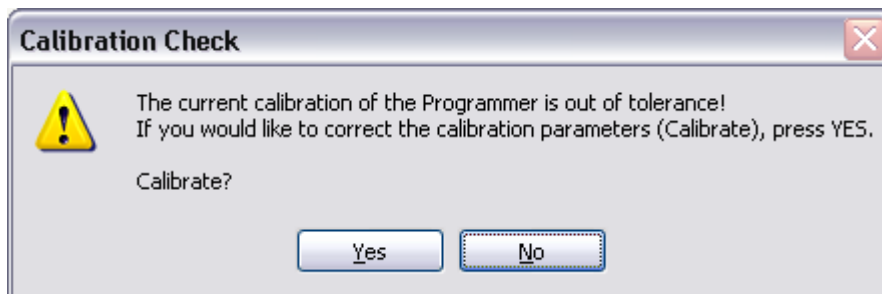 Calibration Check
The current calibration of the Programmer is out of tolerance!
If you would like to correct the calibration parameters (Calibrate), press YES.
Calibrate?
Yes No